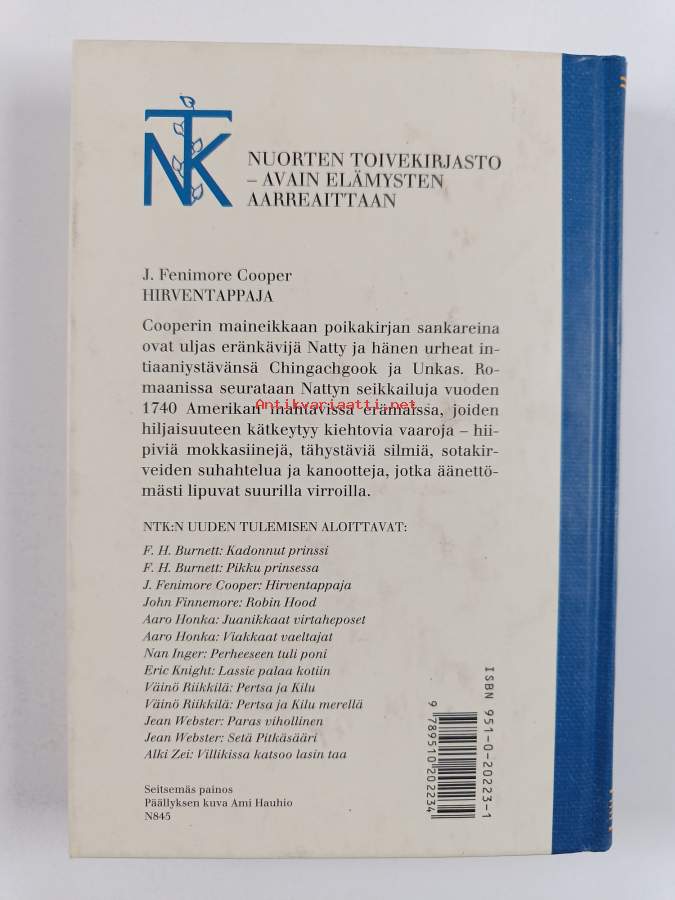 NTK
NUORTEN TOIVEKIRJASTO
– AVAIN ELÄMYSTEN
AARREAITTAAN
J. Fenimore Cooper
HIRVENTAPPAJA
Cooperin maineikkaan poikakirjan sankareina
ovat uljas eränkävijä Natty ja hänen urheat in-
tiaaniystävänsä Chingachgook ja Unkas. Ro-
maanissa seurataan Nattyn seikkailuja vuoden
1740 Amerikan mahtavissa erämaissa, joiden
Antikvariaatti.net
hiljaisuuteen kätkeytyy kiehtovia vaaroja – hii-
piviä mokkasiinejä, tähystäviä silmiä, sotakir-
veiden suhahtelua ja kanootteja, jotka äänettö-
mästi lipuvat suurilla virroilla.
NTK:N UUDEN TULEMISEN ALOITTAVAT:
F. H. Burnett: Kadonnut prinssi
F. H. Burnett: Pikku prinsessa
J. Fenimore Cooper: Hirventappaja
John Finnemore: Robin Hood
Aaro Honka: Juanikkaat virtaheposet
Aaro Honka: Viakkaat vaeltajat
Nan Inger: Perheeseen tuli poni
Eric Knight: Lassie palaa kotiin
Väinö Riikkilä: Pertsa ja Kilu
Väinö Riikkilä: Pertsa ja Kilu merellä
Jean Webster: Paras vihollinen
Jean Webster: Setä Pitkäsääri
Alki Zei: Villikissa katsoo lasin taa
Seitsemäs painos
Päällyksen kuva Ami Hauhio
N845
ISBN 951-0-20223-1
9 789510 202234